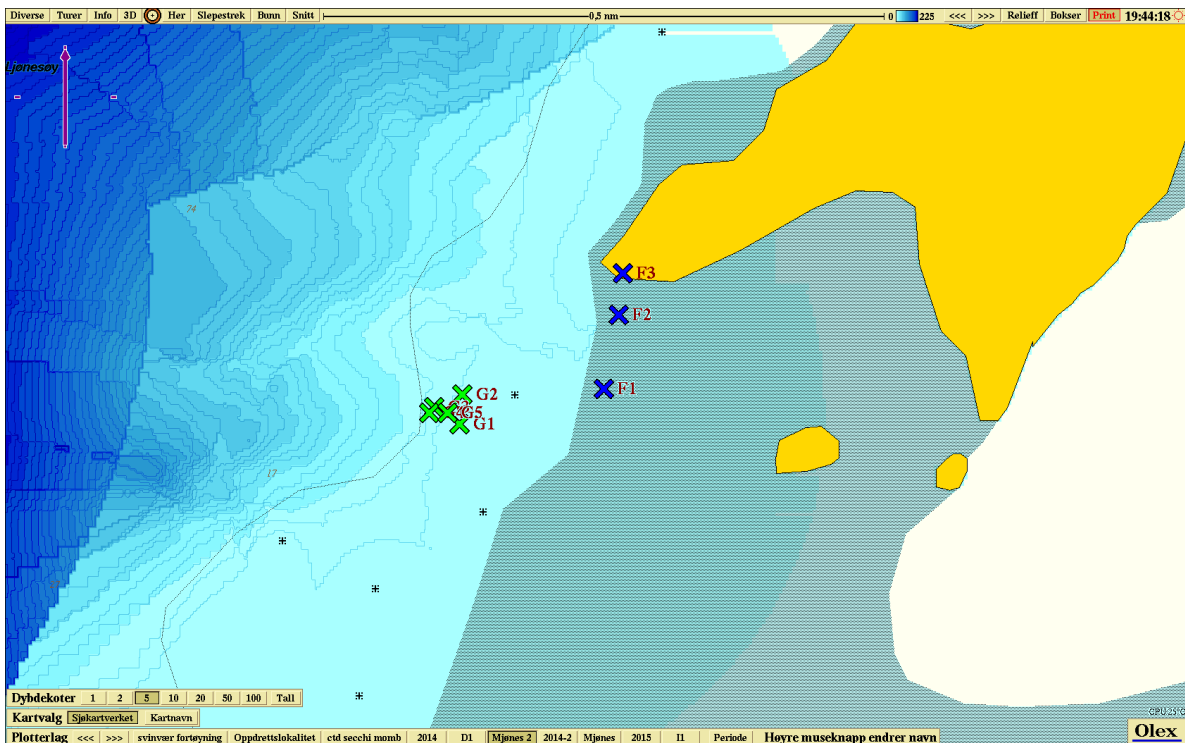 Diverse Turer Info 3D Her Slepestrek Bunn Snitt 0,5 nm 0 225 <<< >>> Relieff Bokser Print 19:44:18
Ljønesøy
74
F3
F2
F1
G2
G5
G1
17
Dybdekoter 1 2 5 10 20 50 100 Tall
Kartvalg Sjøkartverket Kartnavn
Plotterlag <<< >>> svinvær fortøyning Oppdrettslokalitet ctd secchi momb 2014 D1 Mjønes 2 2014-2 Mjønes 2015 I1 Periode Høyre museknapp endrer navn
Olex